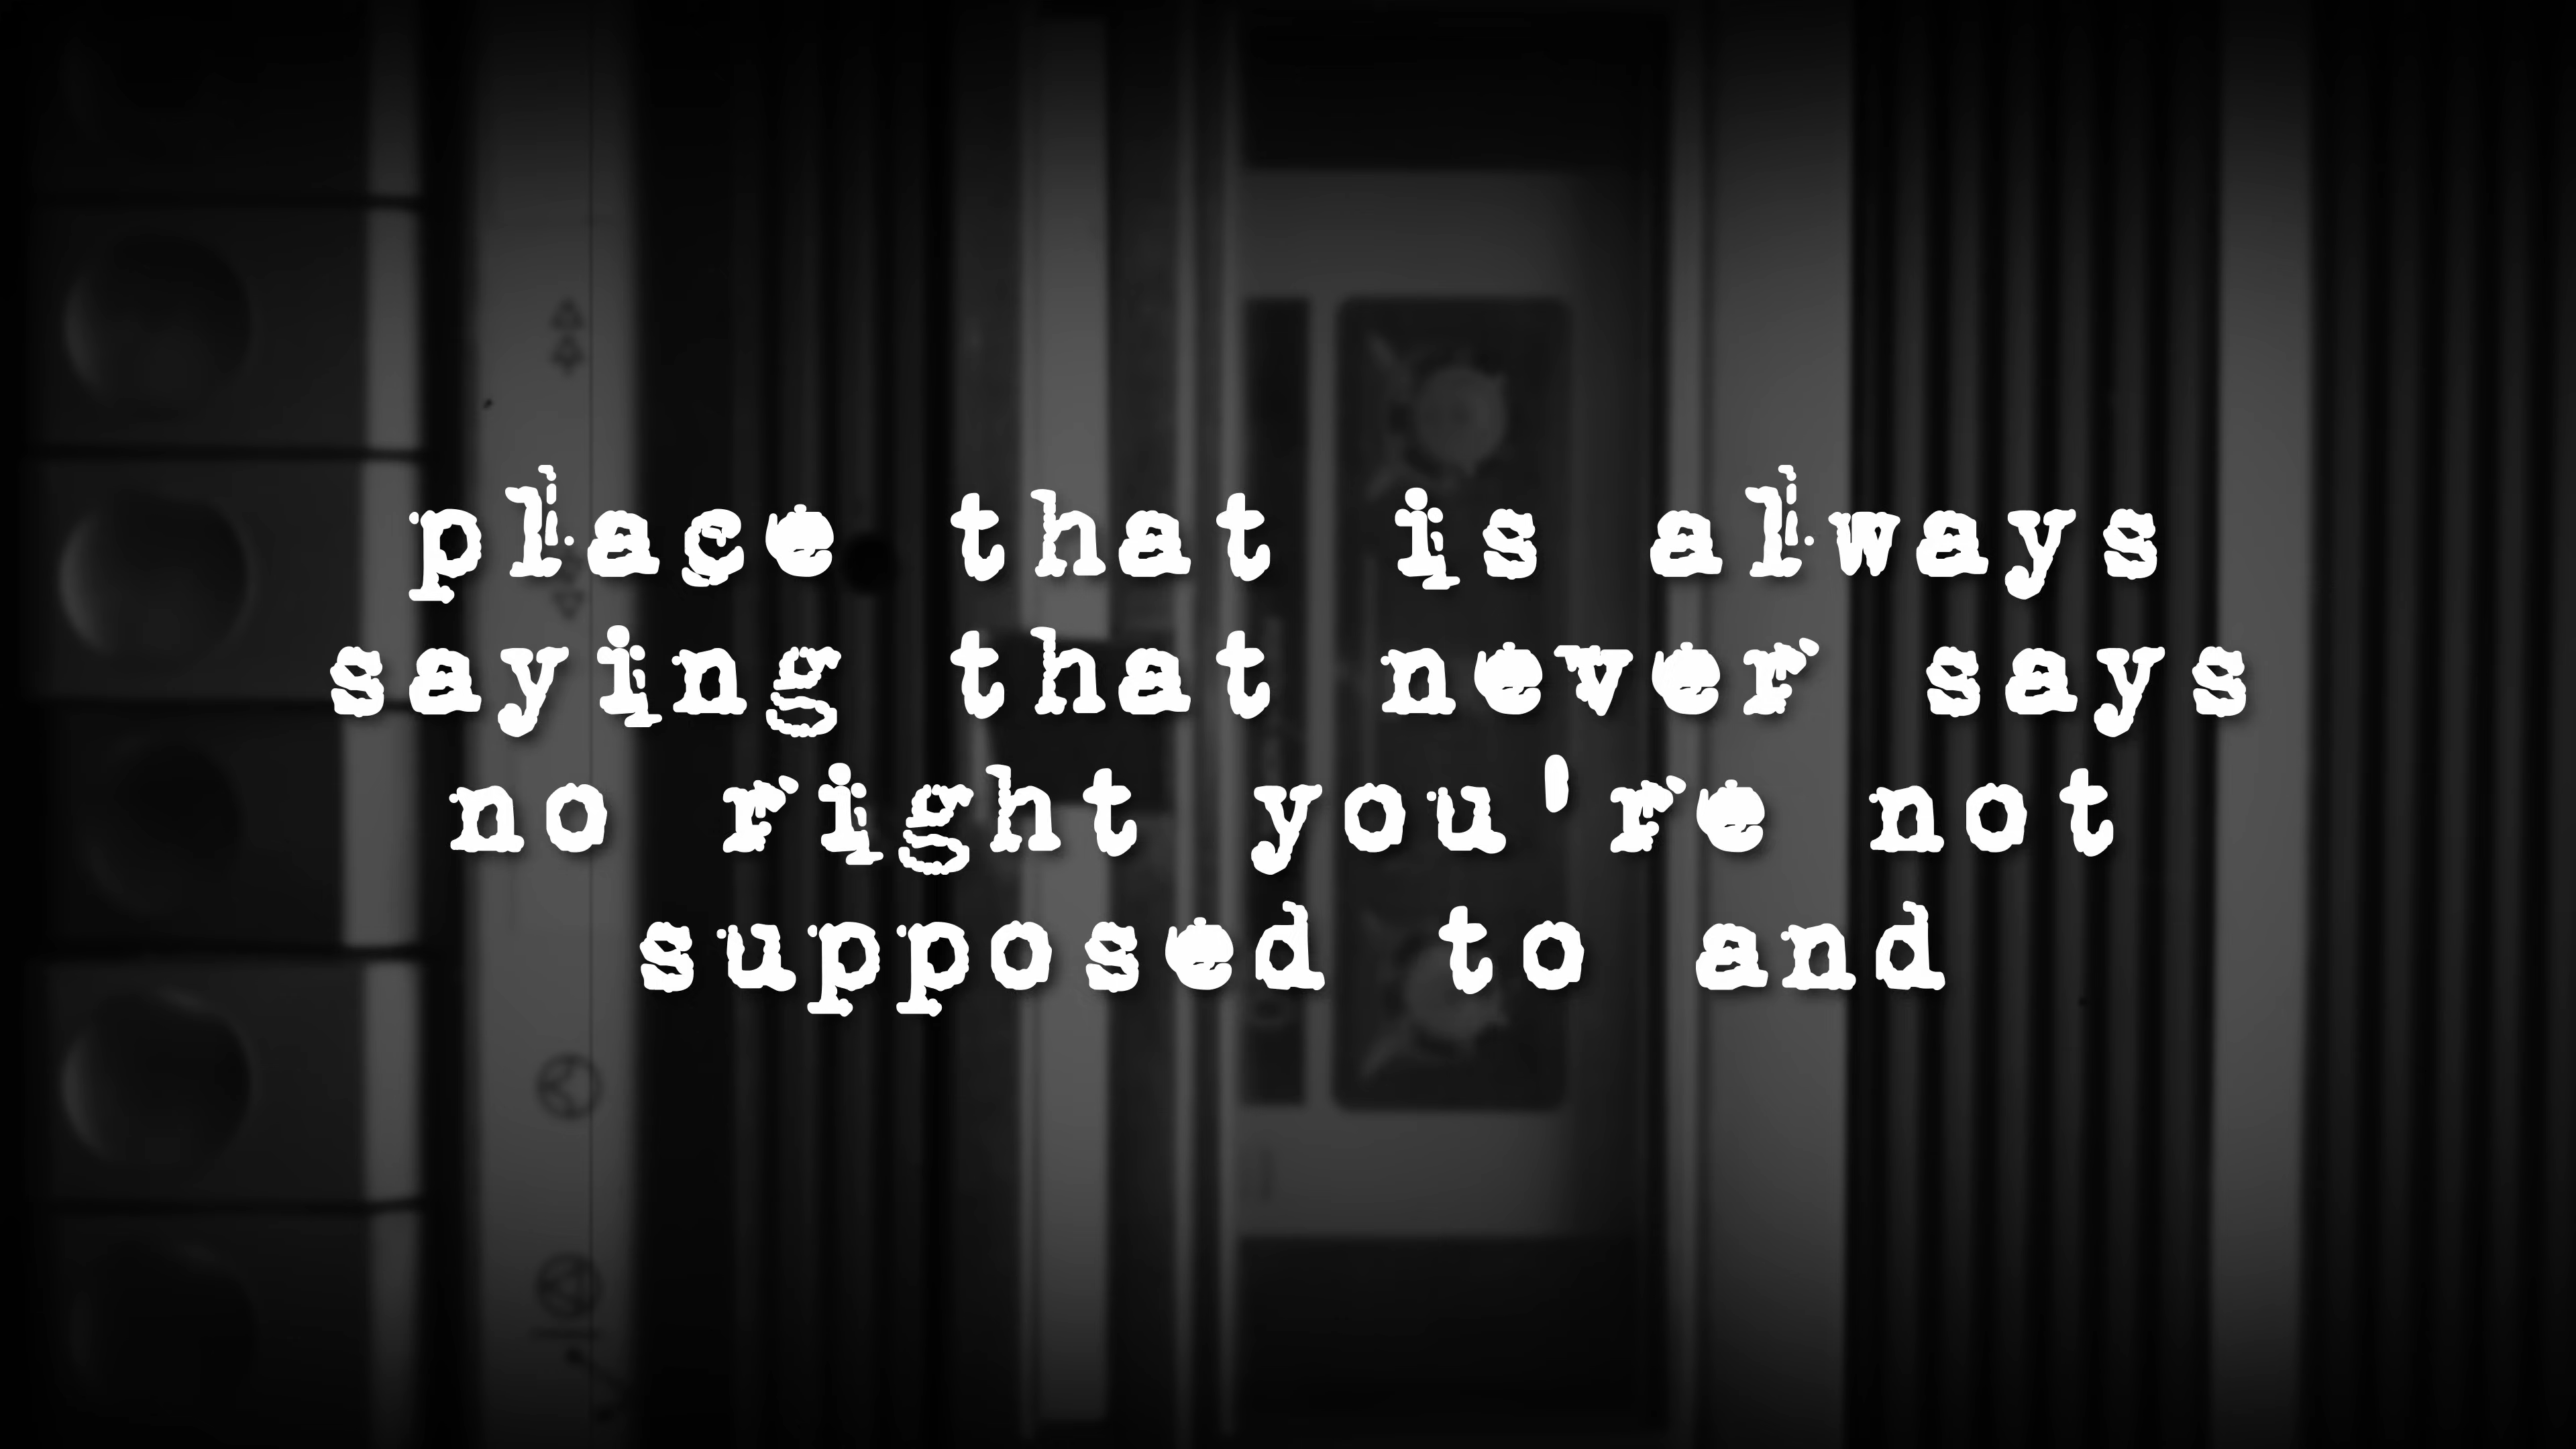 place that is always
saying that never says
no right you're not
supposed to and